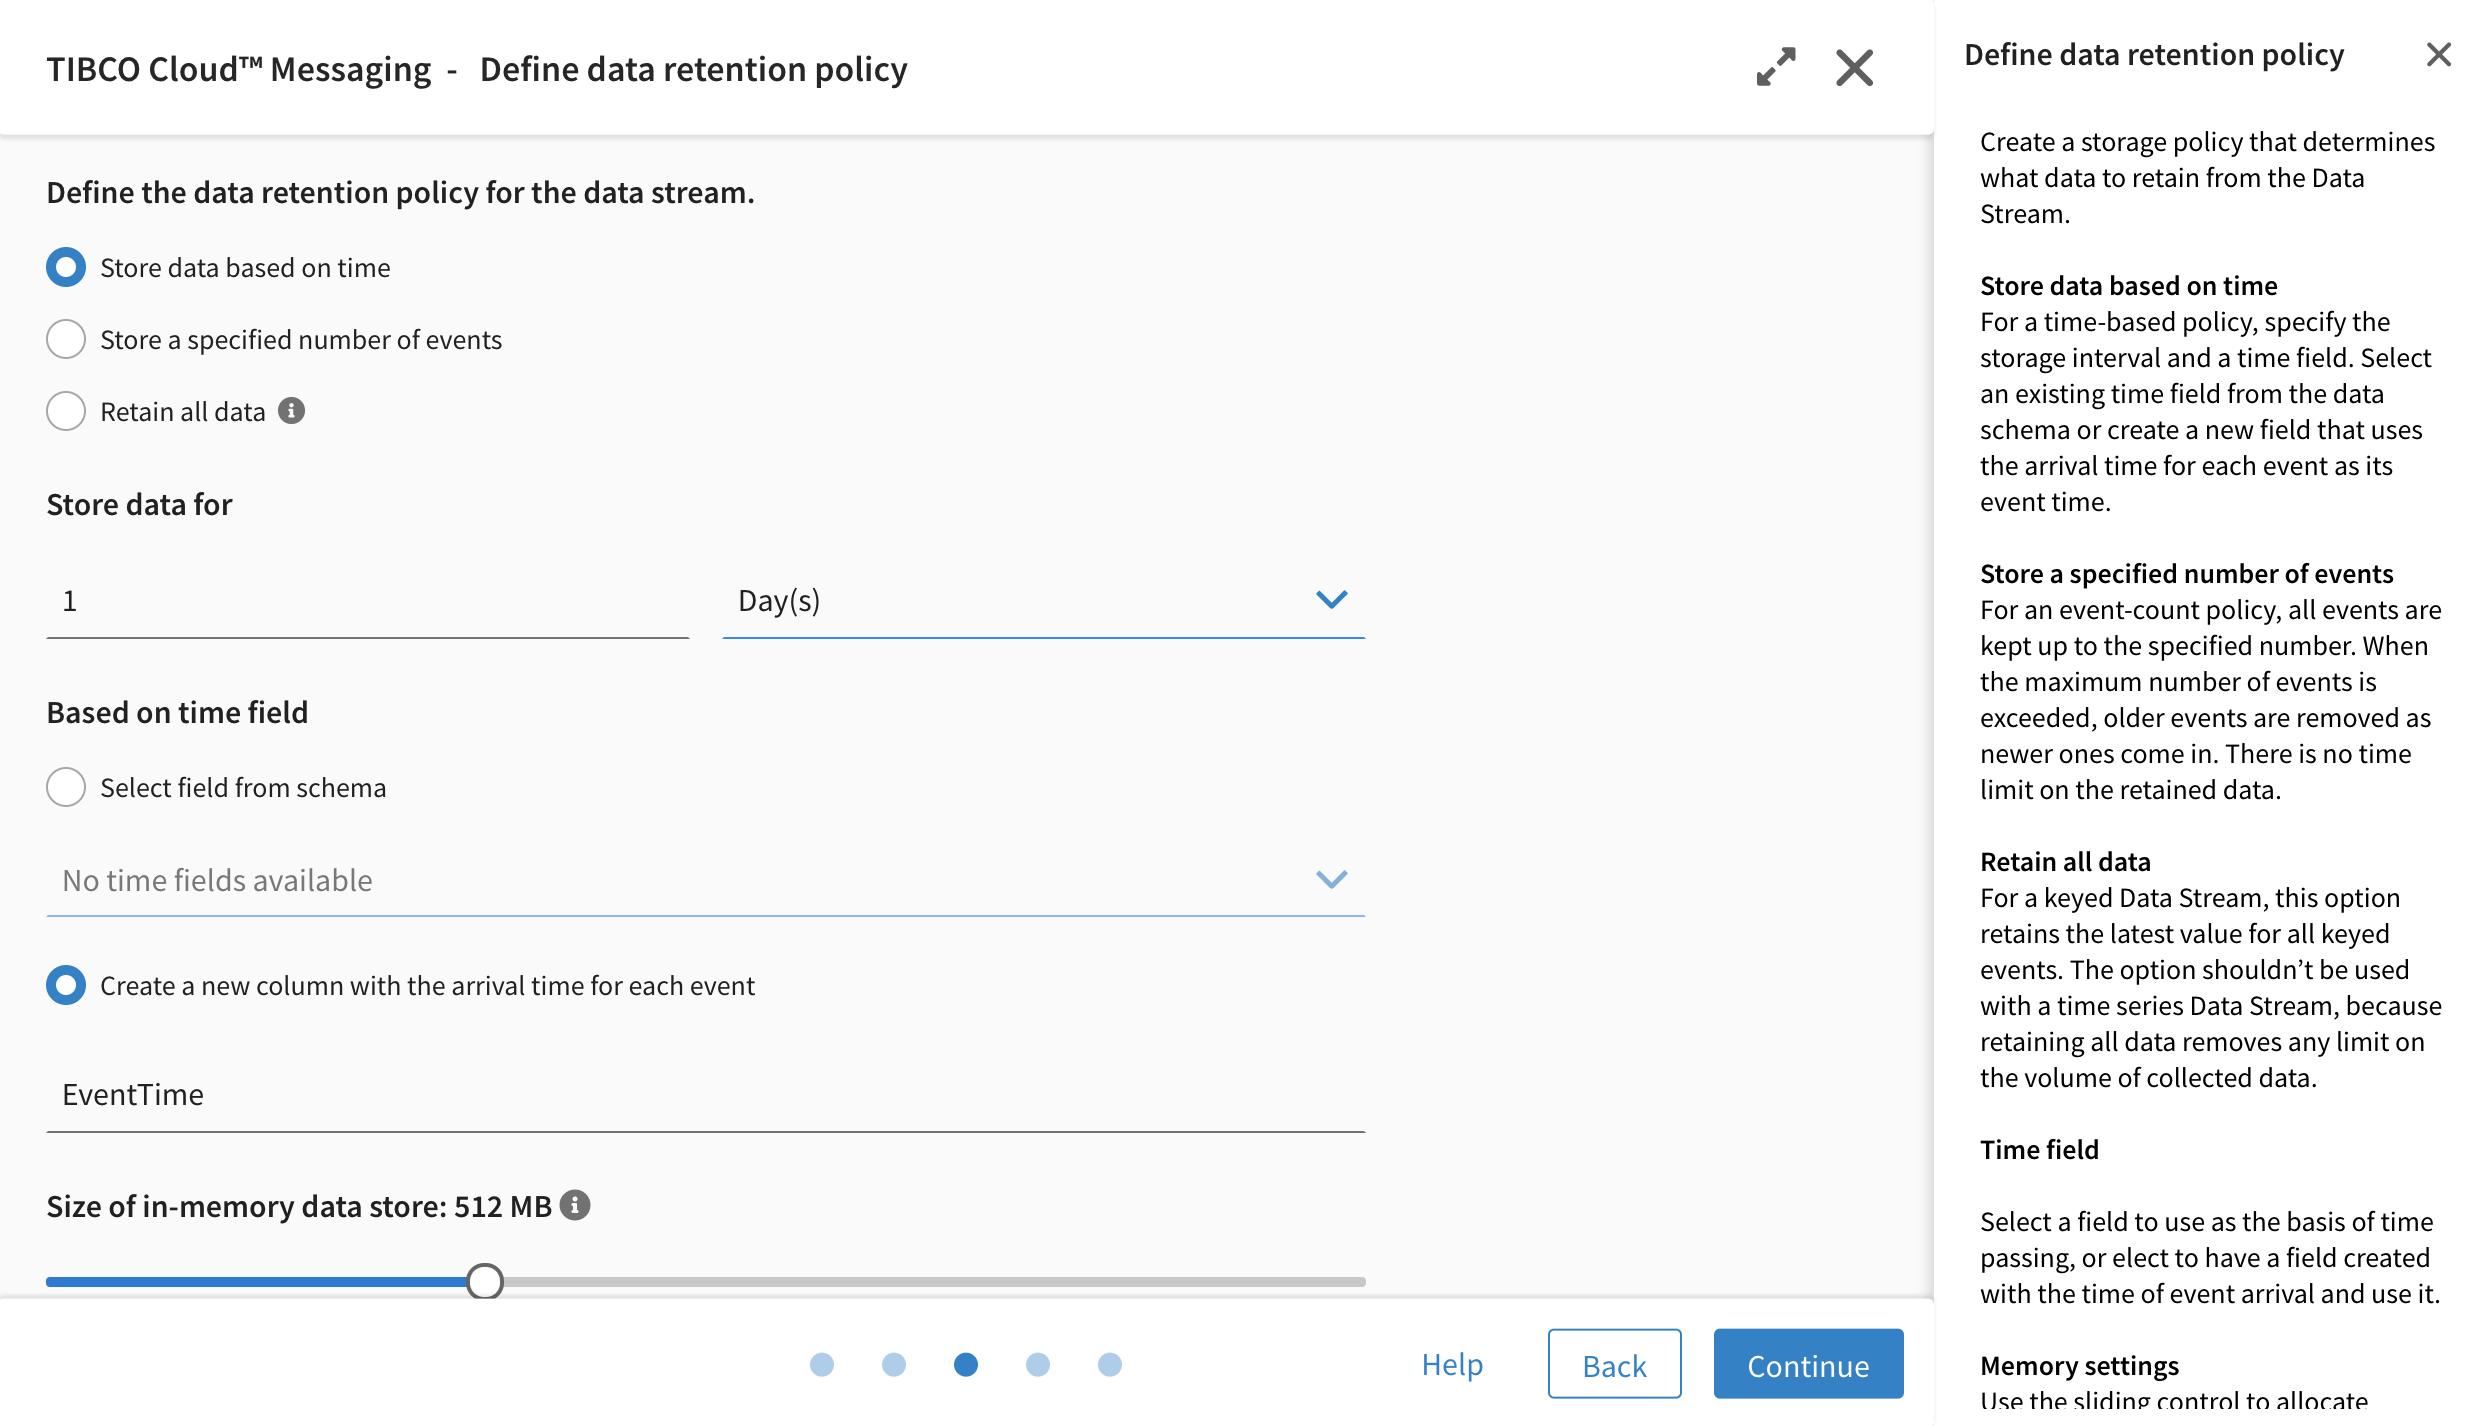 TIBCO Cloud™ Messaging - Define data retention policy
Define the data retention policy for the data stream.
Store data based on time
Store a specified number of events
Retain all data
Store data for
1
Day(s)
Based on time field
Select field from schema
No time fields available
Create a new column with the arrival time for each event
EventTime
Size of in-memory data store: 512 MB
Help
Back
Continue
Define data retention policy
Create a storage policy that determines
what data to retain from the Data
Stream.
Store data based on time
For a time-based policy, specify the
storage interval and a time field. Select
an existing time field from the data
schema or create a new field that uses
the arrival time for each event as its
event time.
Store a specified number of events
For an event-count policy, all events are
kept up to the specified number. When
the maximum number of events is
exceeded, older events are removed as
newer ones come in. There is no time
limit on the retained data.
Retain all data
For a keyed Data Stream, this option
retains the latest value for all keyed
events. The option shouldn’t be used
with a time series Data Stream, because
retaining all data removes any limit on
the volume of collected data.
Time field
Select a field to use as the basis of time
passing, or elect to have a field created
with the time of event arrival and use it.
Memory settings
Use the sliding control to allocate